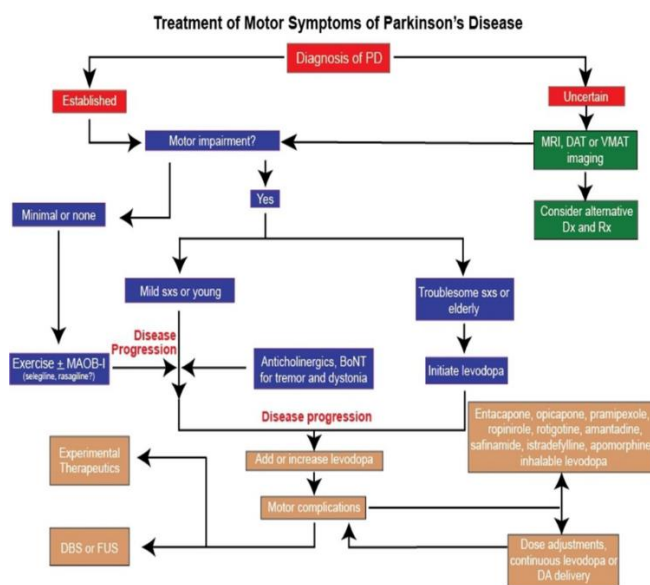 Treatment of Motor Symptoms of Parkinson's Disease
Diagnosis of PD
Established
Uncertain
Motor impairment?
MRI, DAT or VMAT
imaging
Yes
Consider alternative
Dx and Rx
Minimal or none
Mild sxs or young
Troublesome sxs or
elderly
Disease
Progression
Exercise ± MAOB-I
(selegiline, rasagiline?)
Anticholinergics, BoNT
for tremor and dystonia
Initiate levodopa
Disease progression
Entacapone, opicapone, pramipexole,
ropinirole, rotigotine, amantadine,
safinamide, istradefylline, apomorphine
inhalable levodopa
Experimental
Therapeutics
Add or increase levodopa
Motor complications
DBS or FUS
Dose adjustments,
continuous levodopa or
DA delivery